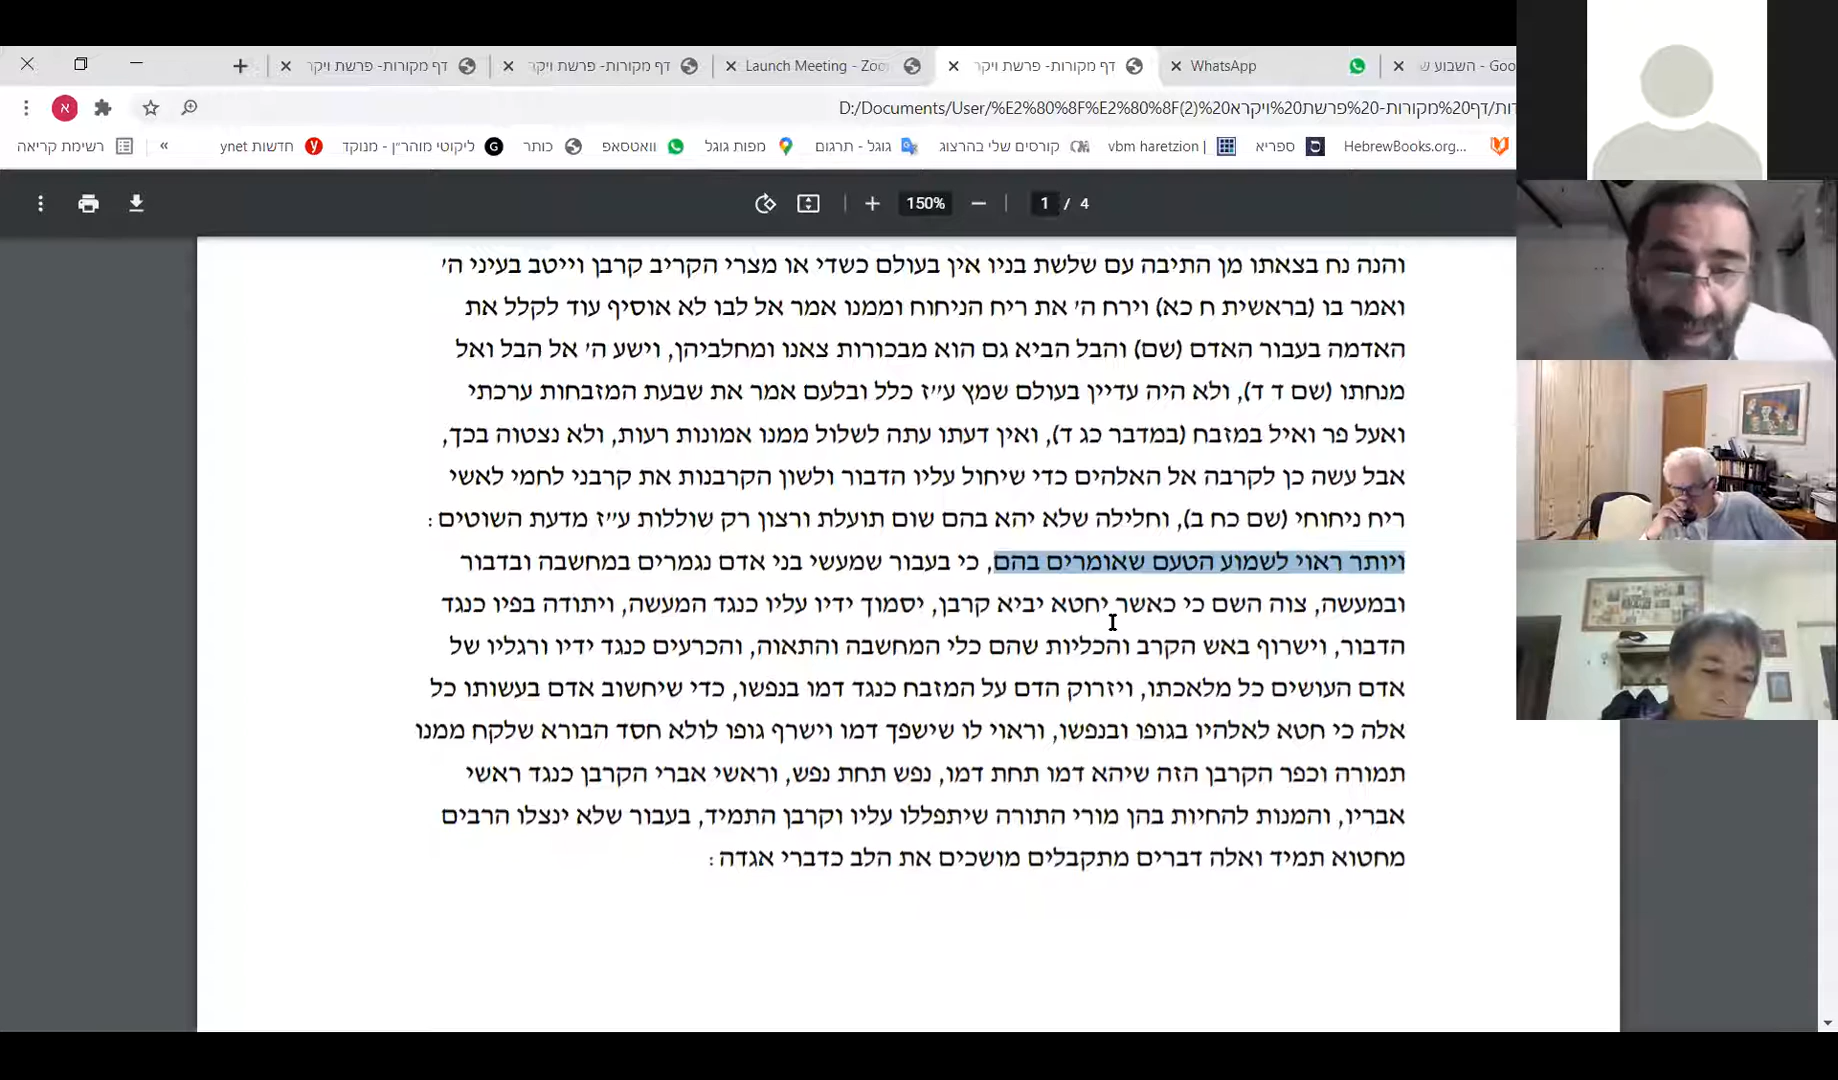 דף מקורות- פרשת ויקר
דף מקורות- פרשת ויקר
Launch Meeting - Zoo
דף מקורות- פרשת ויקר
WhatsApp
השבוע ש - Goo
א
D:/Documents/User/%E2%80%8F%E2%80%8F(2)%20ויקרא%20פרשת%20-מקורות%20דף/דות
רשימת קריאה
»
חדשות ynet
ליקוטי מוהר״ן - מנוקד
כותר
וואטסאפ
מפות גוגל
גוגל - תרגום
קורסים שלי בהרצוג
vbm haretzion |
ספריא
HebrewBooks.org...
150%
1 / 4
והנה נח בצאתו מן התיבה עם שלשת בניו אין בעולם כשדי או מצרי הקריב קרבן וייטב בעיני ה׳
ואמר בו (בראשית ח כא) וירח ה׳ את ריח הניחוח וממנו אמר אל לבו לא אוסיף עוד לקלל את
האדמה בעבור האדם (שם) והבל הביא גם הוא מבכורות צאנו ומחלביהן, וישע ה׳ אל הבל ואל
מנחתו (שם ד ד), ולא היה עדיין בעולם שמץ ע״ז כלל ובלעם אמר את שבעת המזבחות ערכתי
ואעל פר ואיל במזבח (במדבר כג ד), ואין דעתו עתה לשלול ממנו אמונות רעות, ולא נצטוה בכך,
אבל עשה כן לקרבה אל האלהים כדי שיחול עליו הדבור ולשון הקרבנות את קרבני לחמי לאשי
ריח ניחוחי (שם כח ב), וחלילה שלא יהא בהם שום תועלת ורצון רק שוללות ע״ז מדעת השוטים :
ויותר ראוי לשמוע הטעם שאומרים בהם, כי בעבור שמעשי בני אדם נגמרים במחשבה ובדבור
ובמעשה, צוה השם כי כאשר יחטא יביא קרבן, יסמוך ידיו עליו כנגד המעשה, ויתודה בפיו כנגד
הדבור, וישרוף באש הקרב והכליות שהם כלי המחשבה והתאוה, והכרעים כנגד ידיו ורגליו של
אדם העושים כל מלאכתו, ויזרוק הדם על המזבח כנגד דמו בנפשו, כדי שיחשוב אדם בעשותו כל
אלה כי חטא לאלהיו בגופו ובנפשו, וראוי לו שישפך דמו וישרף גופו לולא חסד הבורא שלקח ממנו
תמורה וכפר הקרבן הזה שיהא דמו תחת דמו, נפש תחת נפש, וראשי אברי הקרבן כנגד ראשי
אבריו, והמנות להחיות בהן מורי התורה שיתפללו עליו וקרבן התמיד, בעבור שלא ינצלו הרבים
מחטוא תמיד ואלה דברים מתקבלים מושכים את הלב כדברי אגדה :